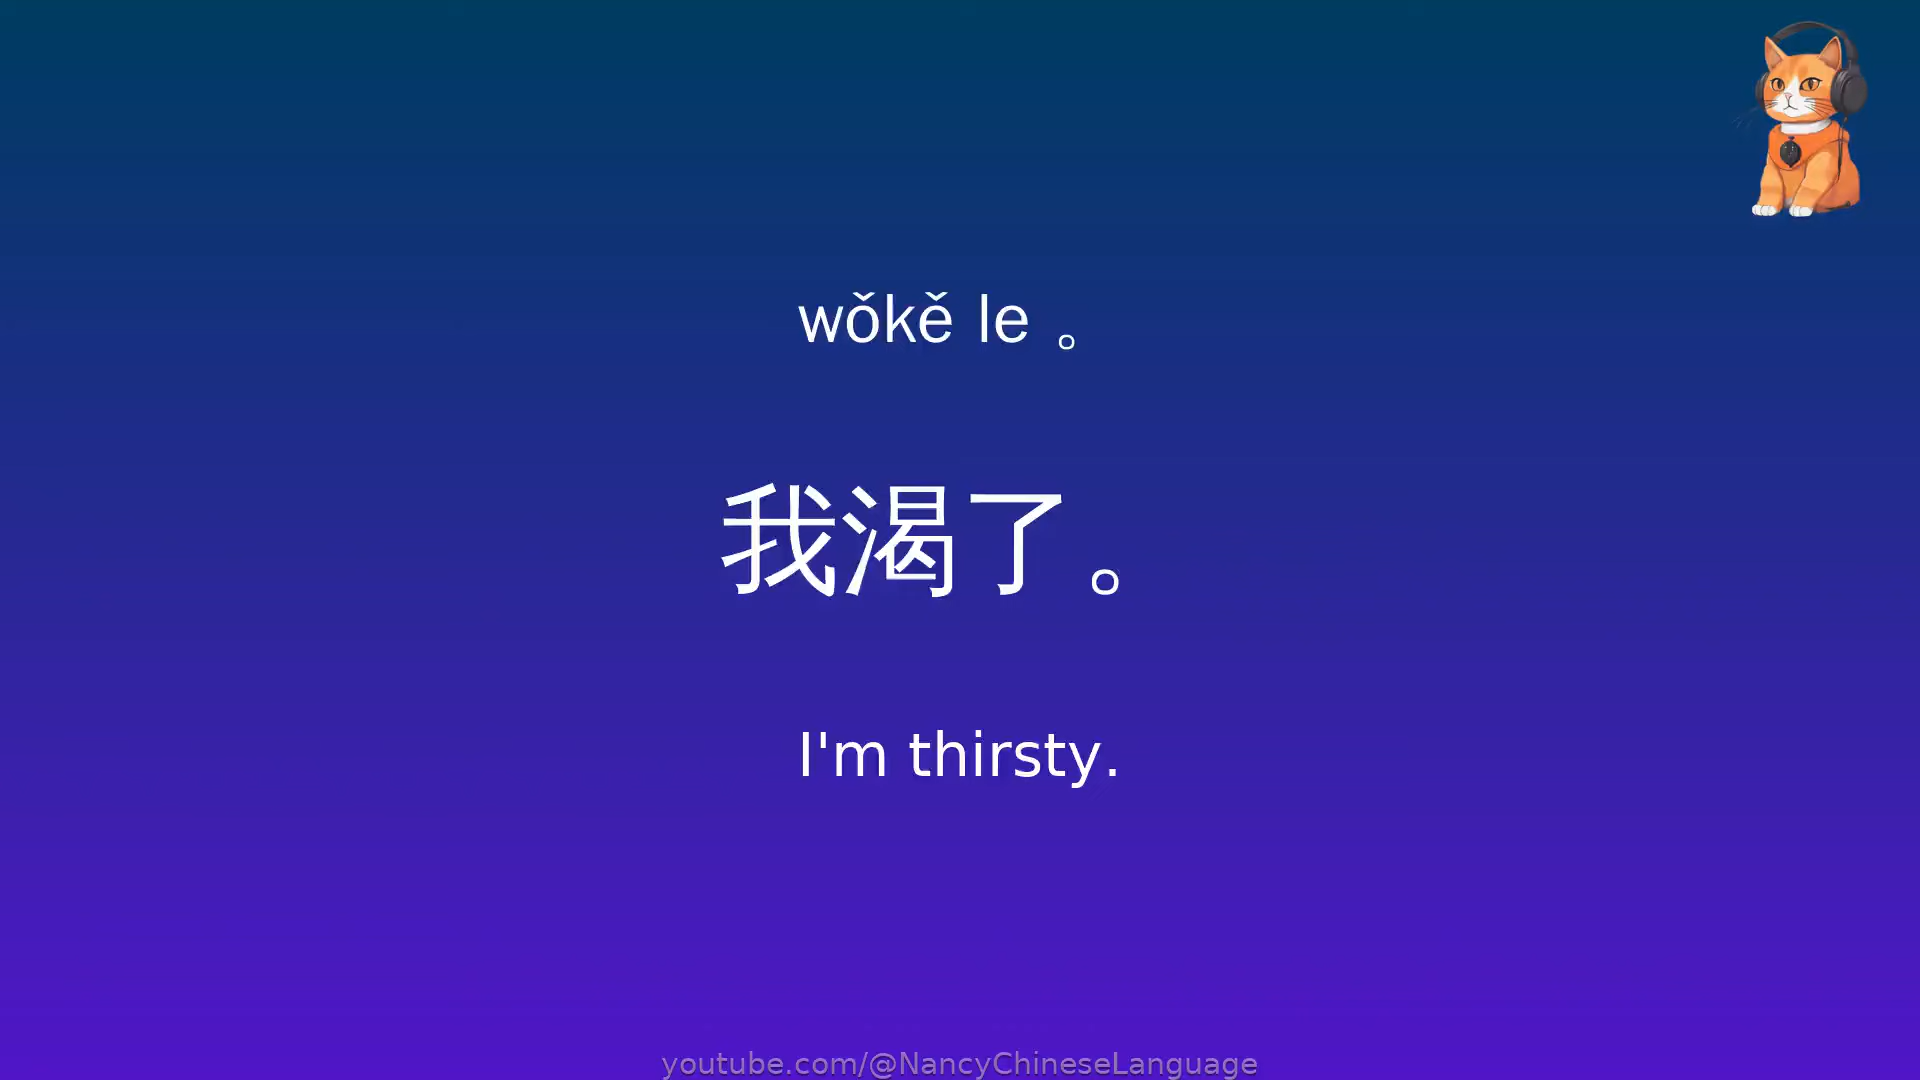 wǒkě le 。
我渴了。
I'm thirsty.
youtube.com/@NancyChineseLanguage